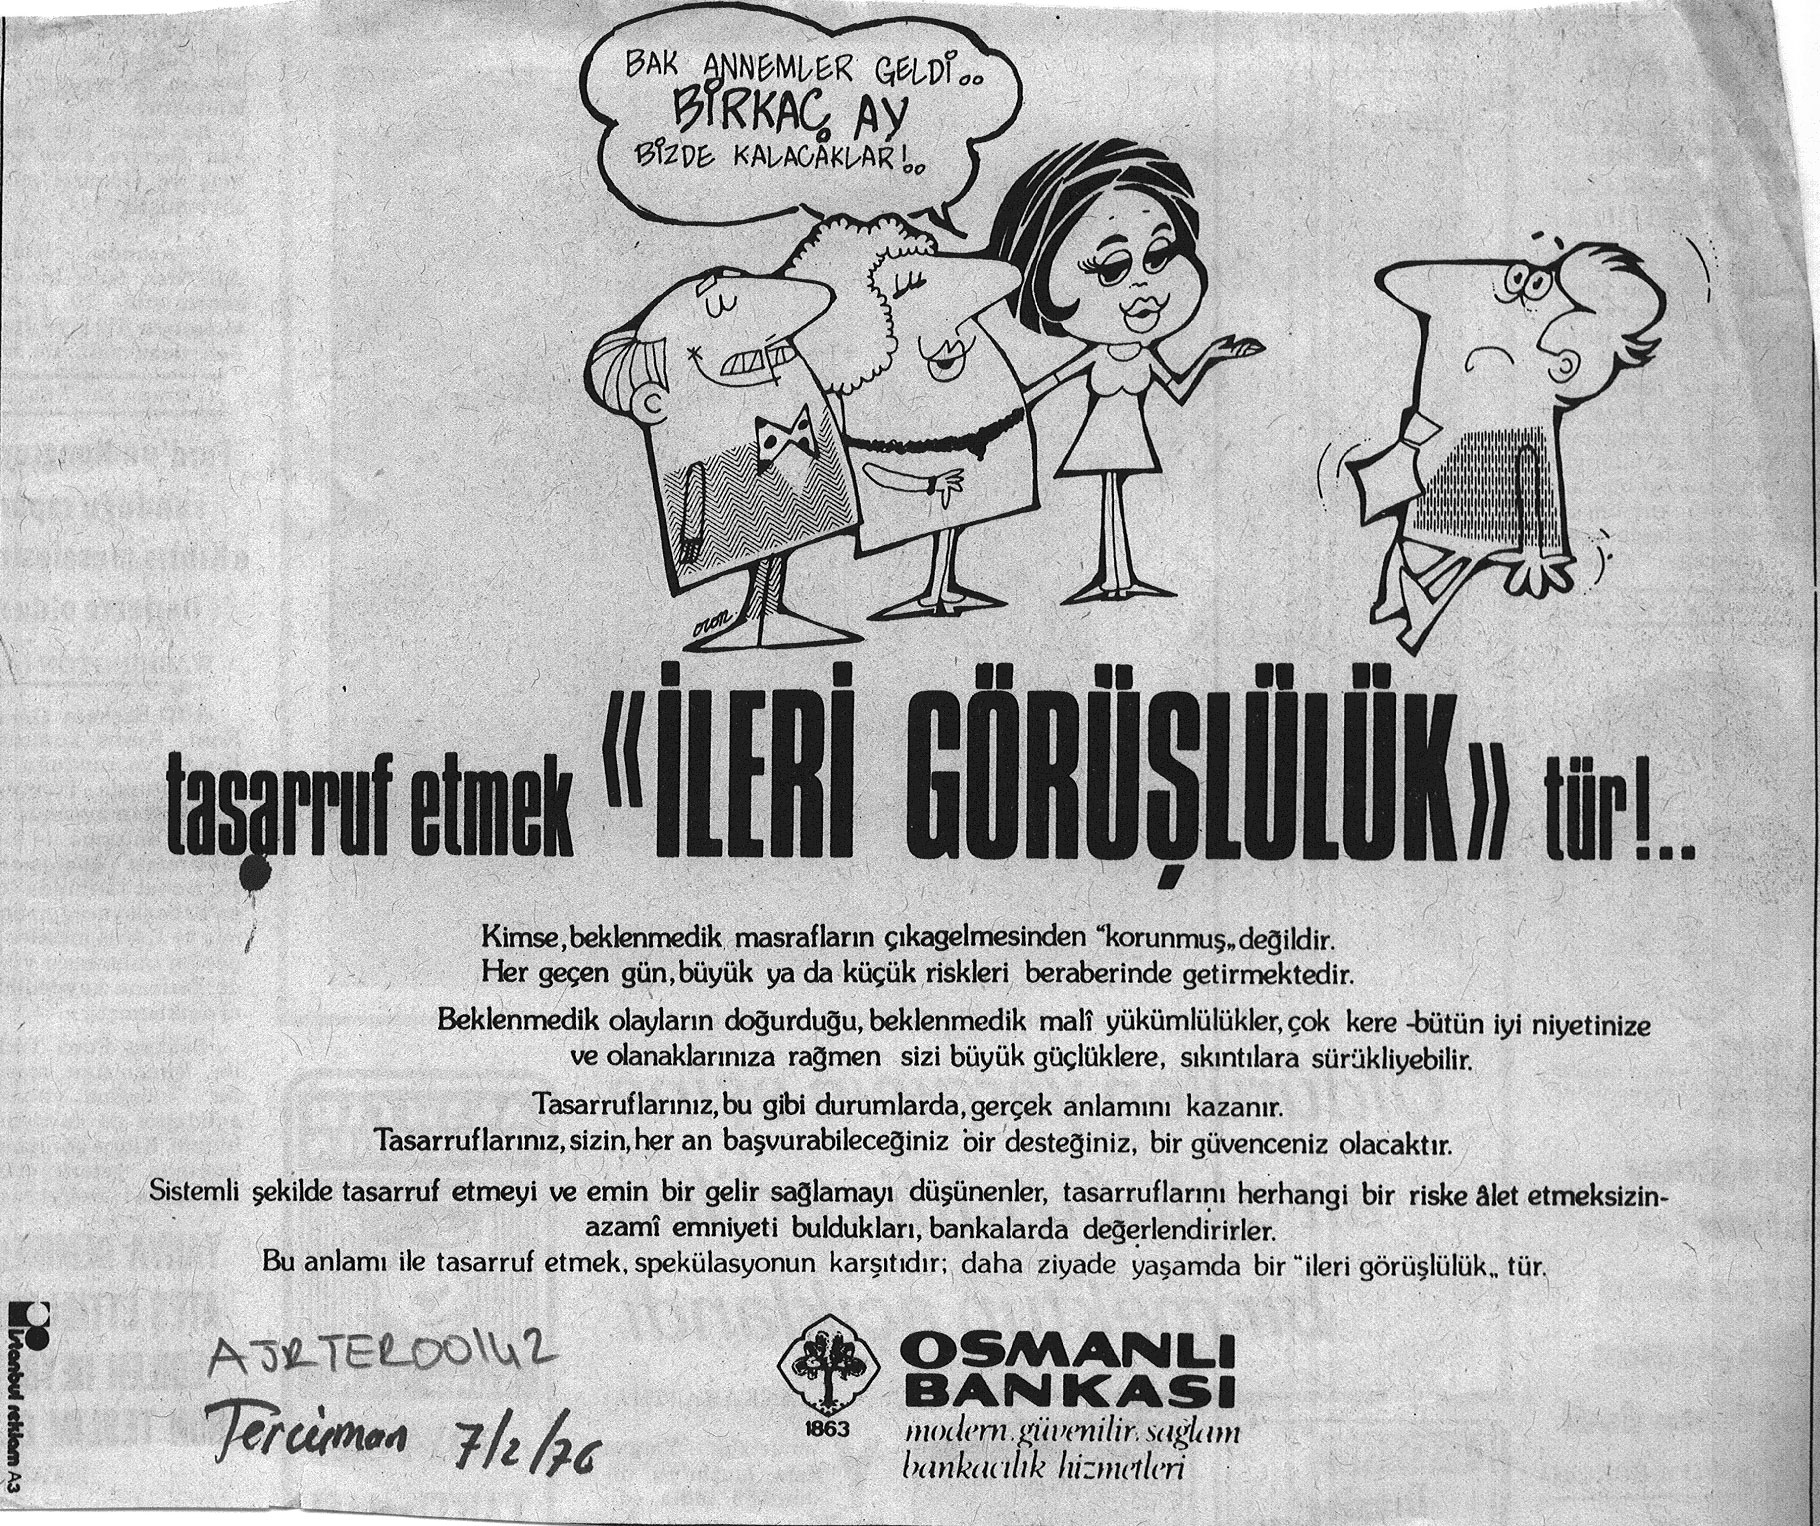 BAK ANNEMLER GELDİ..
BİRKAÇ AY
BİZDE KALACAKLAR!..
oron
taşarruf etmek «İLERİ GÖRÜŞLÜLÜK» tür!..
Kimse, beklenmedik masrafların çıkagelmesinden “korunmuş„ değildir.
Her geçen gün, büyük ya da küçük riskleri beraberinde getirmektedir.
Beklenmedik olayların doğurduğu, beklenmedik malî yükümlülükler, çok kere -bütün iyi niyetinize
ve olanaklarınıza rağmen sizi büyük güçlüklere, sıkıntılara sürükliyebilir.
Tasarruflarınız, bu gibi durumlarda, gerçek anlamını kazanır.
Tasarruflarınız, sizin, her an başvurabileceğiniz bir desteğiniz, bir güvenceniz olacaktır.
Sistemli şekilde tasarruf etmeyi ve emin bir gelir sağlamayı düşünenler, tasarruflarını herhangi bir riske âlet etmeksizin-
azamî emniyeti buldukları, bankalarda değerlendirirler.
Bu anlamı ile tasarruf etmek, spekülasyonun karşıtıdır; daha ziyade yaşamda bir “ileri görüşlülük„ tür.
AJRTER00142
Tercüman 7/2/76
1863
OSMANLI
BANKASI
modern, güvenilir, sağlam
bankacılık hizmetleri
istanbul reklam A3